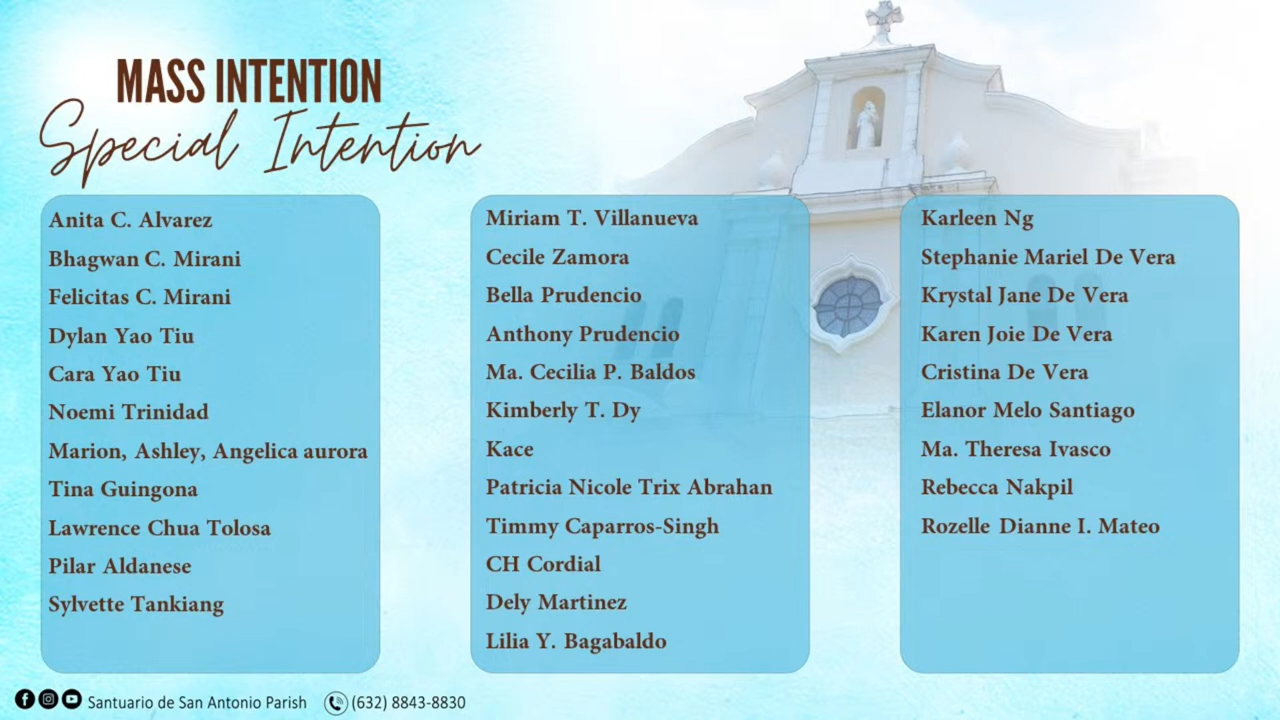 MASS INTENTION
Special Intention
Anita C. Alvarez
Bhagwan C. Mirani
Felicitas C. Mirani
Dylan Yao Tiu
Cara Yao Tiu
Noemi Trinidad
Marion, Ashley, Angelica aurora
Tina Guingona
Lawrence Chua Tolosa
Pilar Aldanese
Sylvette Tankiang
Miriam T. Villanueva
Cecile Zamora
Bella Prudencio
Anthony Prudencio
Ma. Cecilia P. Baldos
Kimberly T. Dy
Kace
Patricia Nicole Trix Abrahan
Timmy Caparros-Singh
CH Cordial
Dely Martinez
Lilia Y. Bagabaldo
Karleen Ng
Stephanie Mariel De Vera
Krystal Jane De Vera
Karen Joie De Vera
Cristina De Vera
Elanor Melo Santiago
Ma. Theresa Ivasco
Rebecca Nakpil
Rozelle Dianne I. Mateo
Santuario de San Antonio Parish (632) 8843-8830